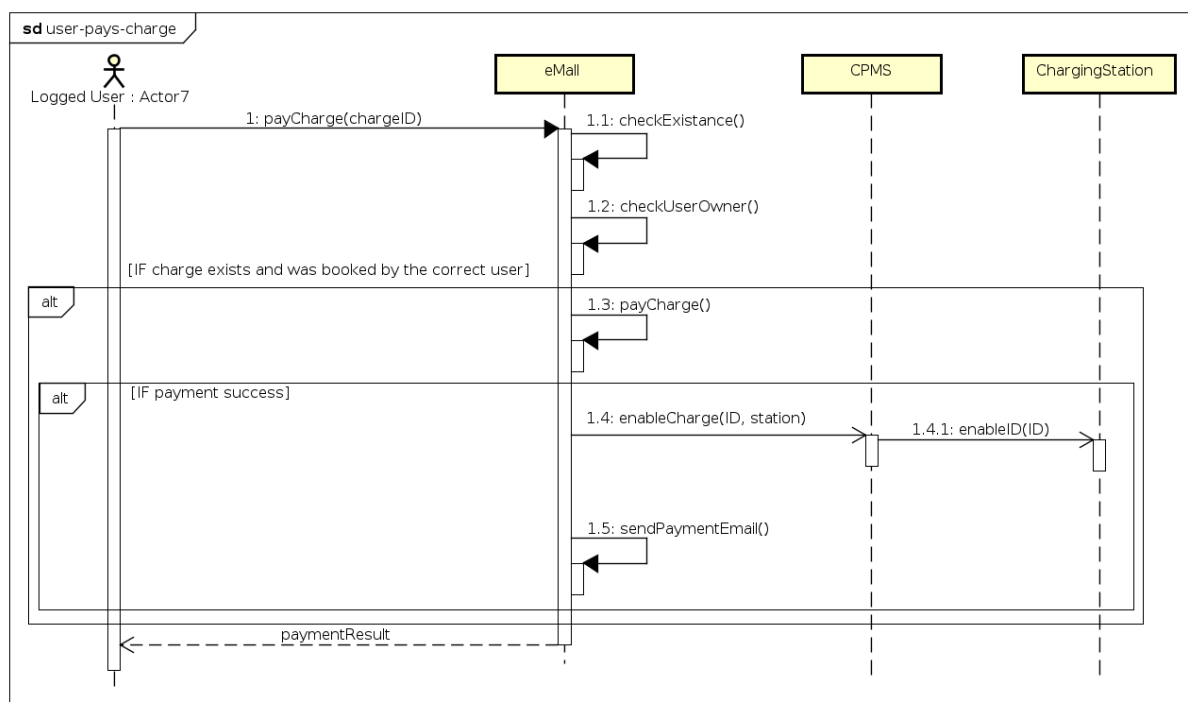 sd user-pays-charge
Logged User : Actor7
eMall
CPMS
ChargingStation
1: payCharge(chargeID)
1.1: checkExistance()
1.2: checkUserOwner()
[IF charge exists and was booked by the correct user]
alt
1.3: payCharge()
alt
[IF payment success]
1.4: enableCharge(ID, station)
1.4.1: enableID(ID)
1.5: sendPaymentEmail()
paymentResult